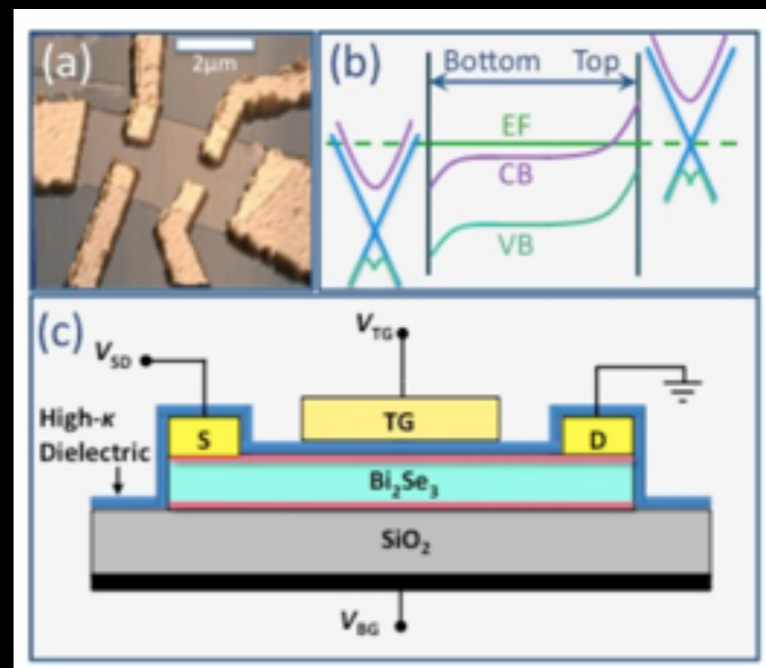 (a)
2μm
(b)
Bottom Top
EF
CB
VB
(c)
V_TG
V_SD
High-κ
Dielectric
TG
S
D
Bi₂Se₃
SiO₂
V_BG